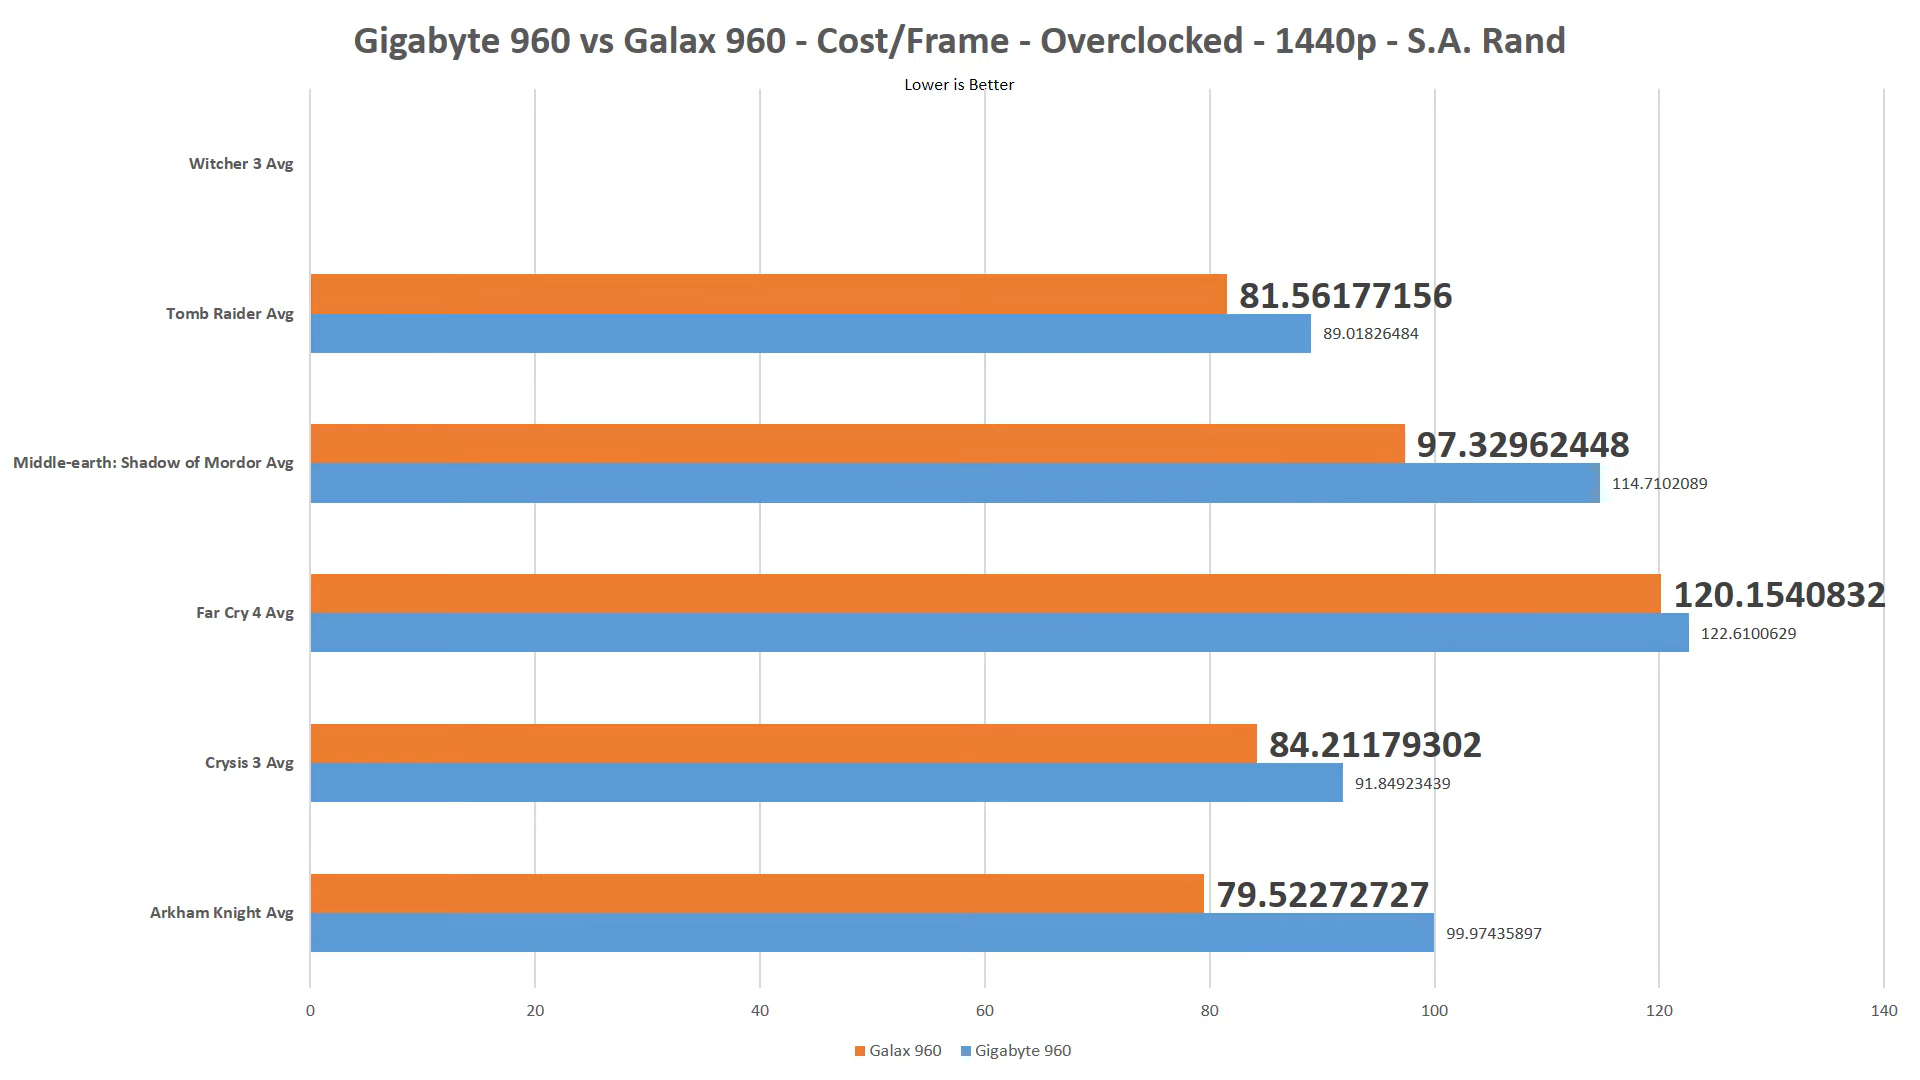 Gigabyte 960 vs Galax 960 - Cost/Frame - Overclocked - 1440p - S.A. Rand
Lower is Better
Witcher 3 Avg
Tomb Raider Avg
81.56177156
89.01826484
Middle-earth: Shadow of Mordor Avg
97.32962448
114.7102089
Far Cry 4 Avg
120.1540832
122.6100629
Crysis 3 Avg
84.21179302
91.84923439
Arkham Knight Avg
79.52272727
99.97435897
0 20 40 60 80 100 120 140
Galax 960 Gigabyte 960